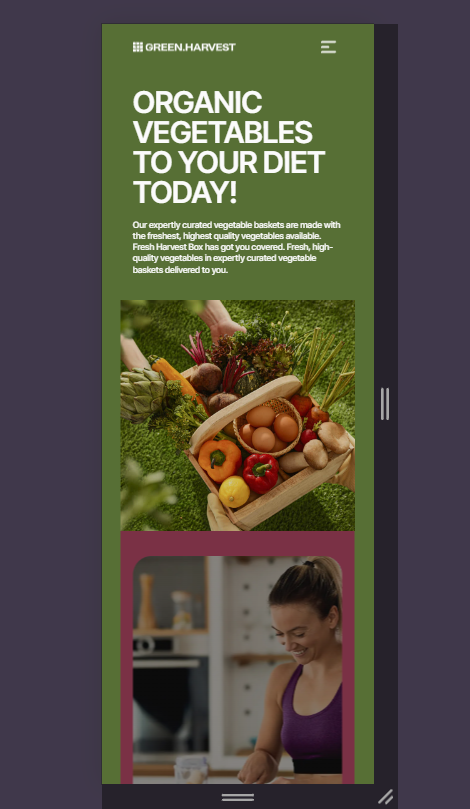 GREEN.HARVEST
ORGANIC
VEGETABLES
TO YOUR DIET
TODAY!
Our expertly curated vegetable baskets are made with
the freshest, highest quality vegetables available.
Fresh Harvest Box has got you covered. Fresh, high-
quality vegetables in expertly curated vegetable
baskets delivered to you.